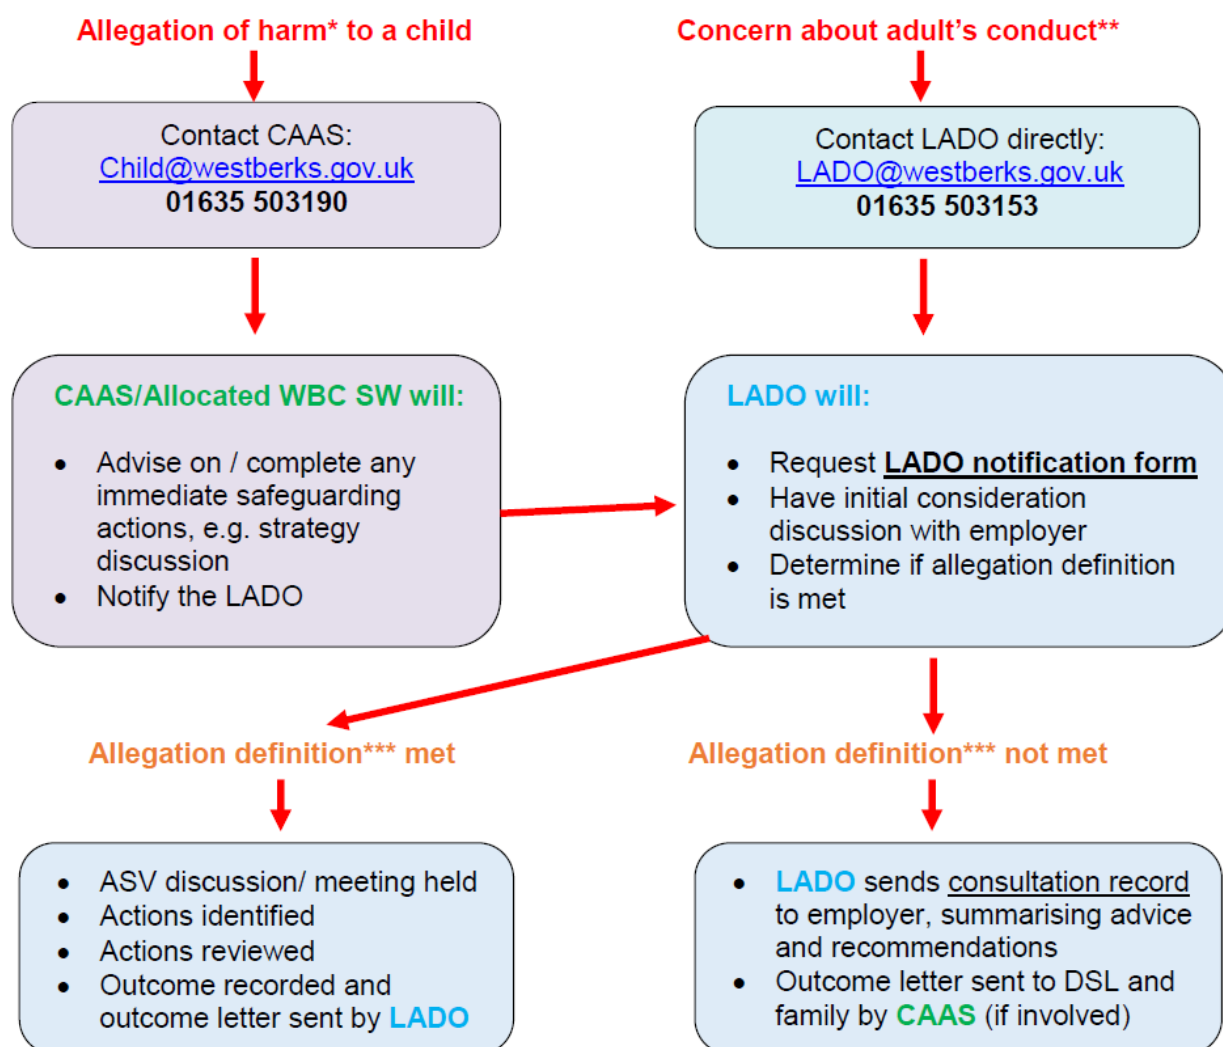 Allegation of harm* to a child
Concern about adult's conduct**
Contact CAAS:
Child@westberks.gov.uk
01635 503190
Contact LADO directly:
LADO@westberks.gov.uk
01635 503153
CAAS/Allocated WBC SW will:
• Advise on / complete any
immediate safeguarding
actions, e.g. strategy
discussion
• Notify the LADO
LADO will:
• Request LADO notification form
• Have initial consideration
discussion with employer
• Determine if allegation definition
is met
Allegation definition*** met
Allegation definition*** not met
• ASV discussion/ meeting held
• Actions identified
• Actions reviewed
• Outcome recorded and
outcome letter sent by LADO
• LADO sends consultation record
to employer, summarising advice
and recommendations
• Outcome letter sent to DSL and
family by CAAS (if involved)